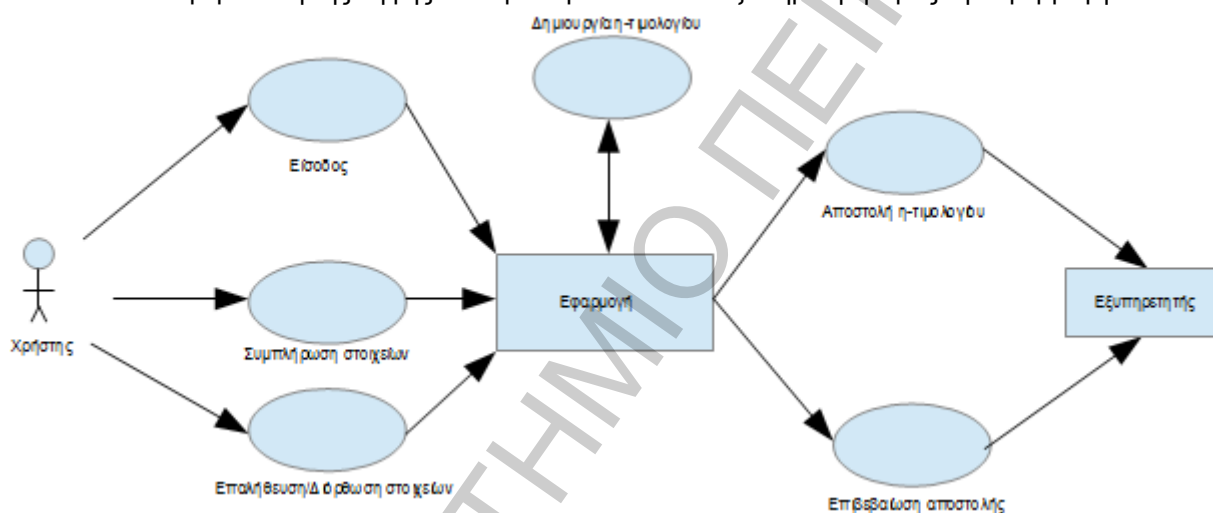 Δημιουργία η-τιμολογίου
Είσοδος
Αποστολή η-τιμολογίου
Χρήστης
Εφαρμογή
Εξυπηρετητής
Συμπλήρωση στοιχείων
Επαλήθευση/Διόρθωση στοιχείων
Επιβεβαίωση αποστολής